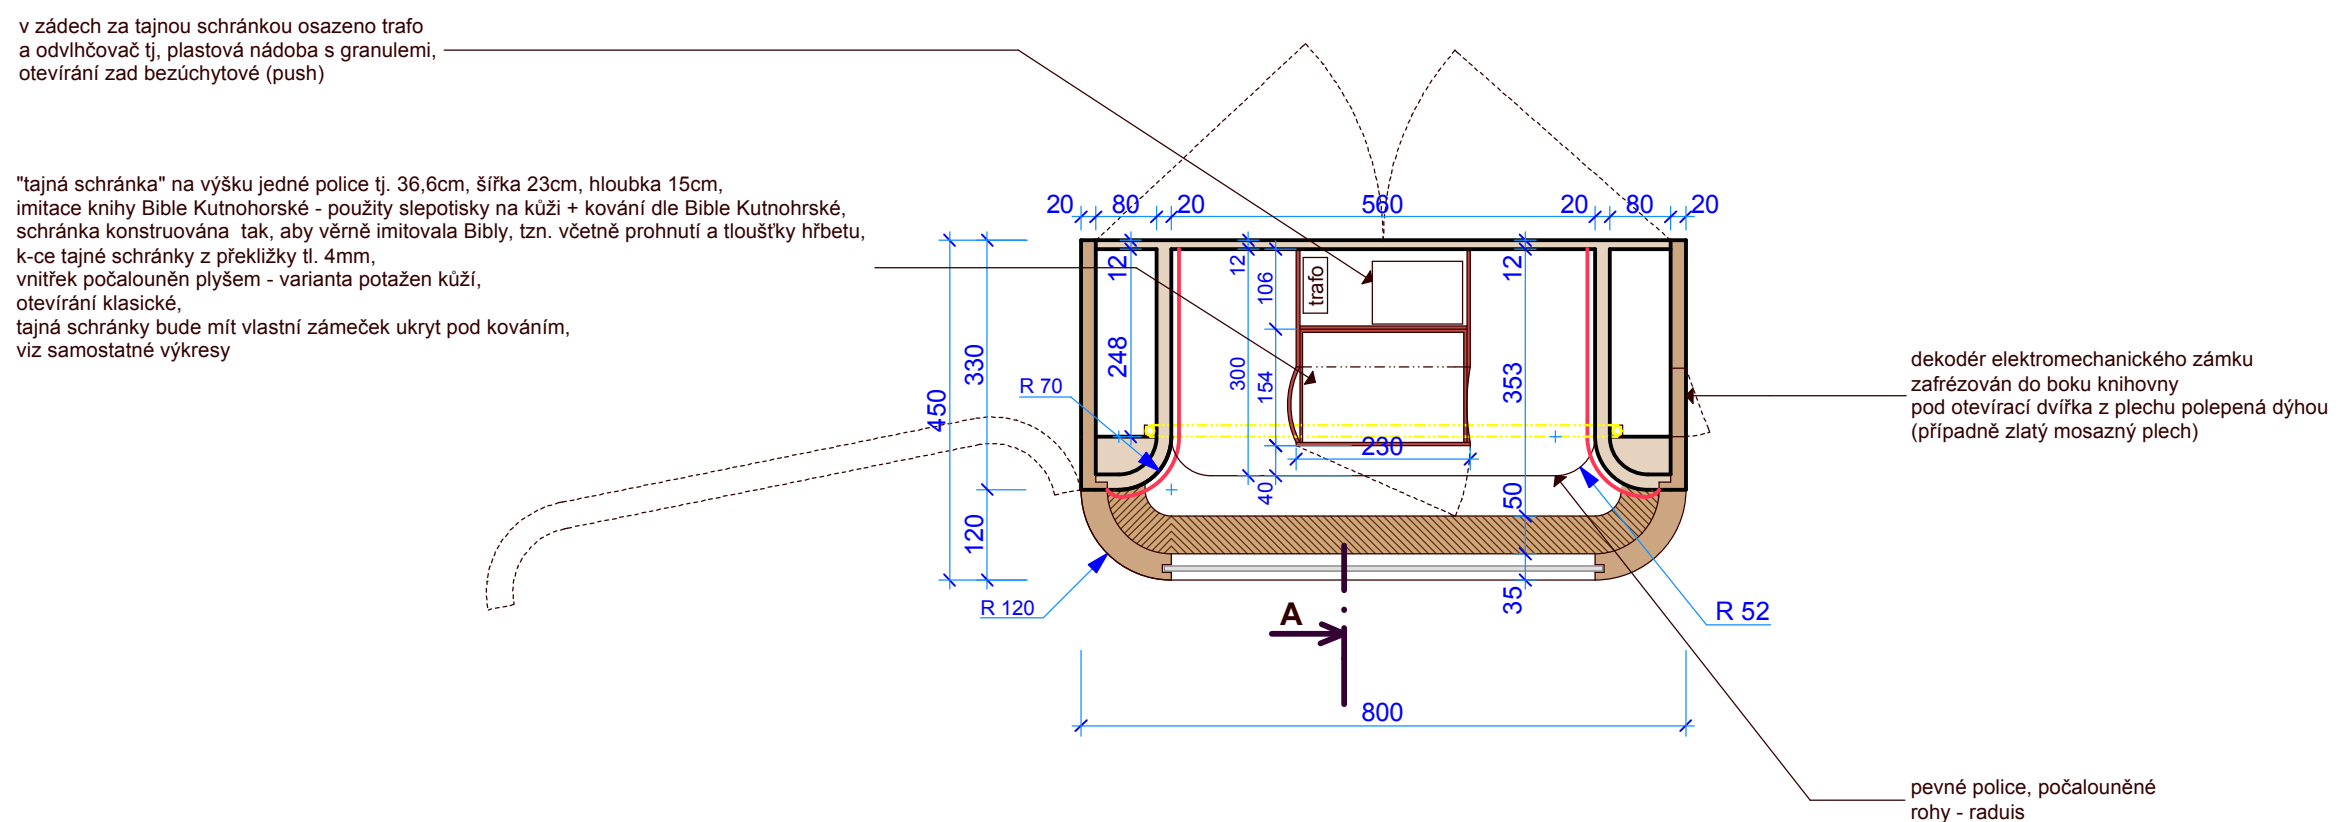 v zádech za tajnou schránkou osazeno trafo
a odvlhčovač tj, plastová nádoba s granulemi,
otevírání zad bezúchytové (push)
"tajná schránka" na výšku jedné police tj. 36,6cm, šířka 23cm, hloubka 15cm,
imitace knihy Bible Kutnohorské - použity slepotisky na kůži + kování dle Bible Kutnohrské,
schránka konstruována  tak, aby věrně imitovala Bibly, tzn. včetně prohnutí a tloušťky hřbetu,
k-ce tajné schránky z překližky tl. 4mm,
vnitřek počalouněn plyšem - varianta potažen kůží,
otevírání klasické,
tajná schránky bude mít vlastní zámeček ukryt pod kováním,
viz samostatné výkresy
20 80 20 560 20 80 20
12 12 12
trafo
106
248
300
154
353
330
450
R 70
230
40
50
120
35
R 120
R 52
A
800
dekodér elektromechanického zámku
zafrézován do boku knihovny
pod otevírací dvířka z plechu polepená dýhou
(případně zlatý mosazný plech)
pevné police, počalouněné
rohy - raduis